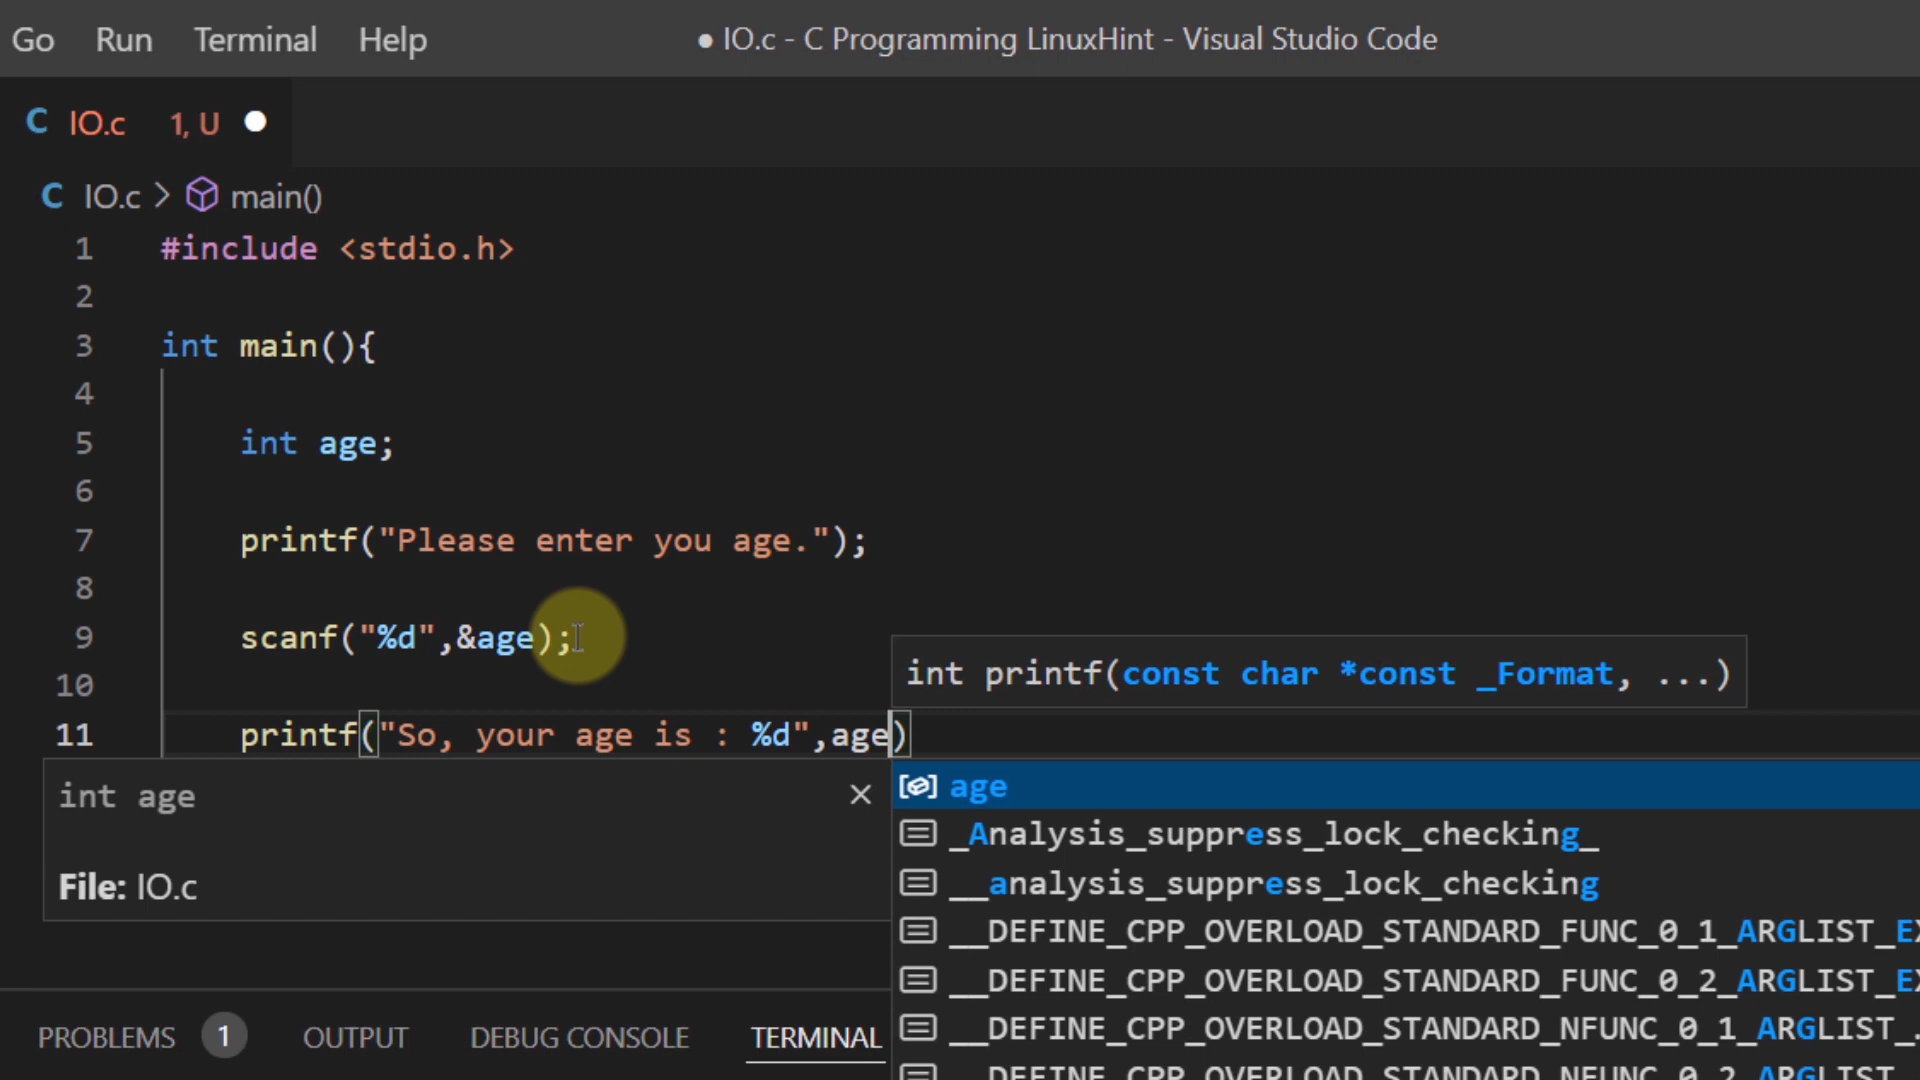 Go Run Terminal Help ● IO.c - C Programming LinuxHint - Visual Studio Code
C IO.c 1, U
C IO.c > main()
1 #include <stdio.h>
2
3 int main(){
4
5 int age;
6
7 printf("Please enter you age.");
8
9 scanf("%d",&age);
10
int printf(const char *const _Format, ...)
11 printf("So, your age is : %d",age)
int age
File: IO.c
age
_Analysis_suppress_lock_checking_
__analysis_suppress_lock_checking
__DEFINE_CPP_OVERLOAD_STANDARD_FUNC_0_1_ARGLIST_EX
__DEFINE_CPP_OVERLOAD_STANDARD_FUNC_0_2_ARGLIST_EX
__DEFINE_CPP_OVERLOAD_STANDARD_NFUNC_0_1_ARGLIST_
__DEFINE_CPP_OVERLOAD_STANDARD_NFUNC_0_2_ARGLIST_
PROBLEMS 1 OUTPUT DEBUG CONSOLE TERMINAL